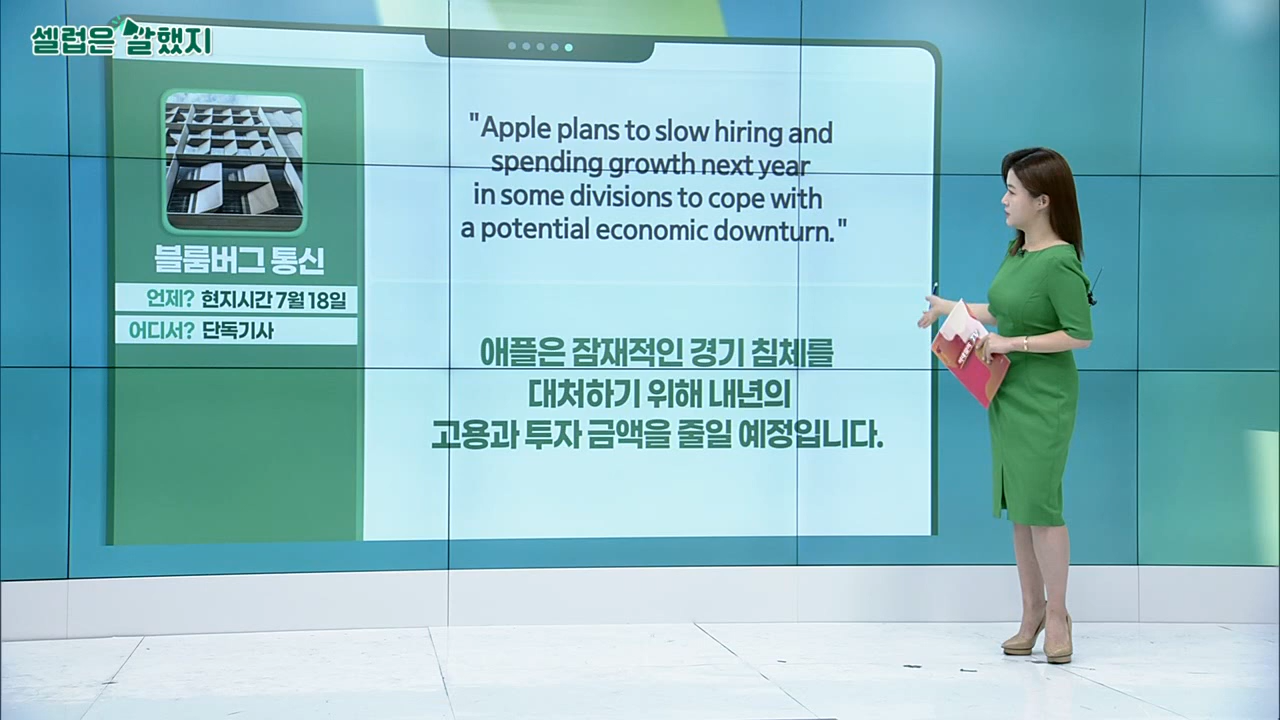 셀럽은 말했지
"Apple plans to slow hiring and
spending growth next year
in some divisions to cope with
a potential economic downturn."
블룸버그 통신
언제? 현지시간 7월 18일
어디서? 단독기사
애플은 잠재적인 경기 침체를
대처하기 위해 내년의
고용과 투자 금액을 줄일 예정입니다.